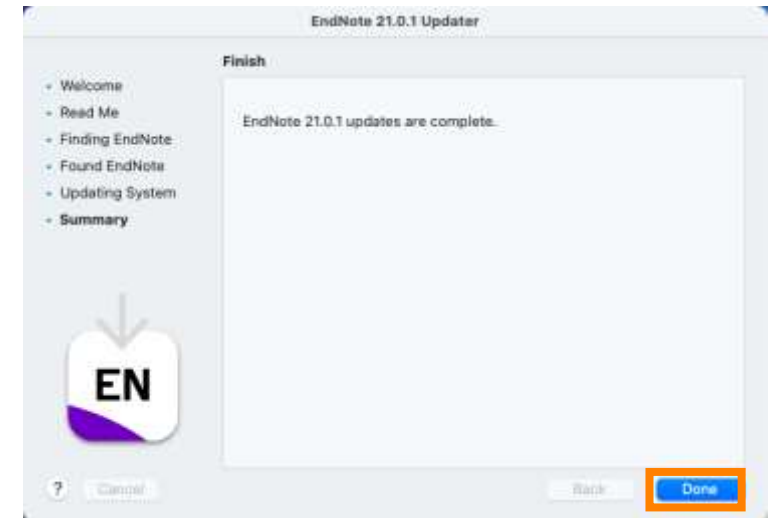 EndNote 21.0.1 Updater
Finish
Welcome
Read Me
Finding EndNote
Found EndNote
Updating System
Summary
EndNote 21.0.1 updates are complete.
EN
?
Cancel
Back
Done